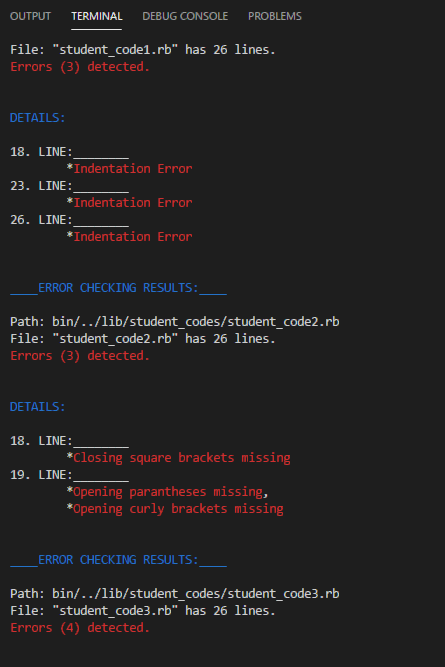 OUTPUT TERMINAL DEBUG CONSOLE PROBLEMS
File: "student_code1.rb" has 26 lines.
Errors (3) detected.
DETAILS:
18. LINE:________
*Indentation Error
23. LINE:________
*Indentation Error
26. LINE:________
*Indentation Error
____ERROR CHECKING RESULTS:____
Path: bin/../lib/student_codes/student_code2.rb
File: "student_code2.rb" has 26 lines.
Errors (3) detected.
DETAILS:
18. LINE:________
*Closing square brackets missing
19. LINE:________
*Opening parantheses missing,
*Opening curly brackets missing
____ERROR CHECKING RESULTS:____
Path: bin/../lib/student_codes/student_code3.rb
File: "student_code3.rb" has 26 lines.
Errors (4) detected.